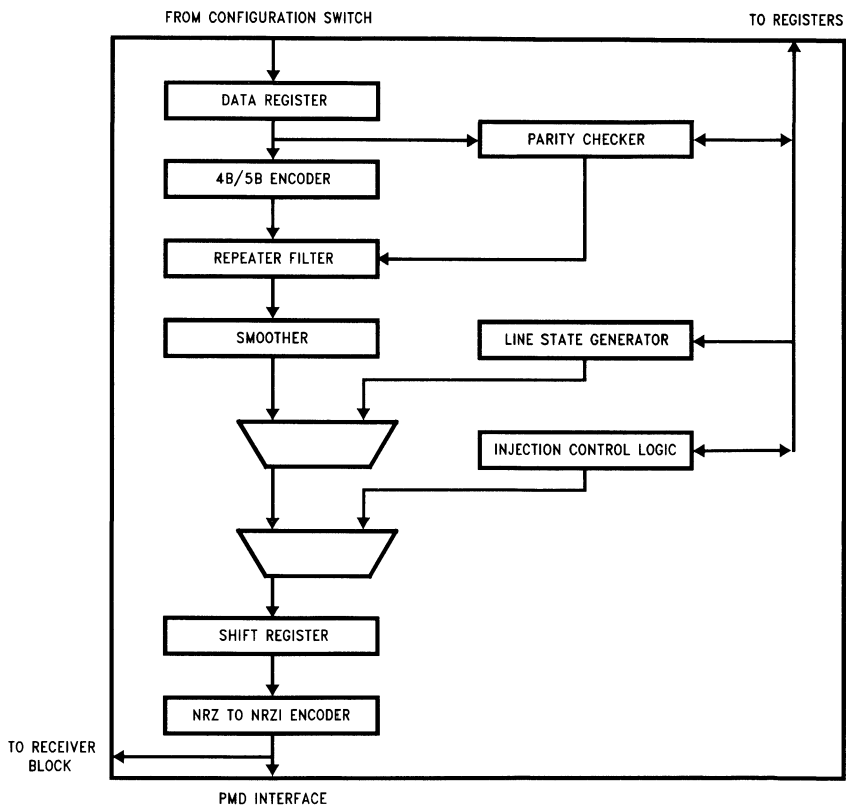 FROM CONFIGURATION SWITCH
TO REGISTERS
DATA REGISTER
PARITY CHECKER
4B/5B ENCODER
REPEATER FILTER
SMOOTHER
LINE STATE GENERATOR
INJECTION CONTROL LOGIC
SHIFT REGISTER
NRZ TO NRZI ENCODER
TO RECEIVER
BLOCK
PMD INTERFACE